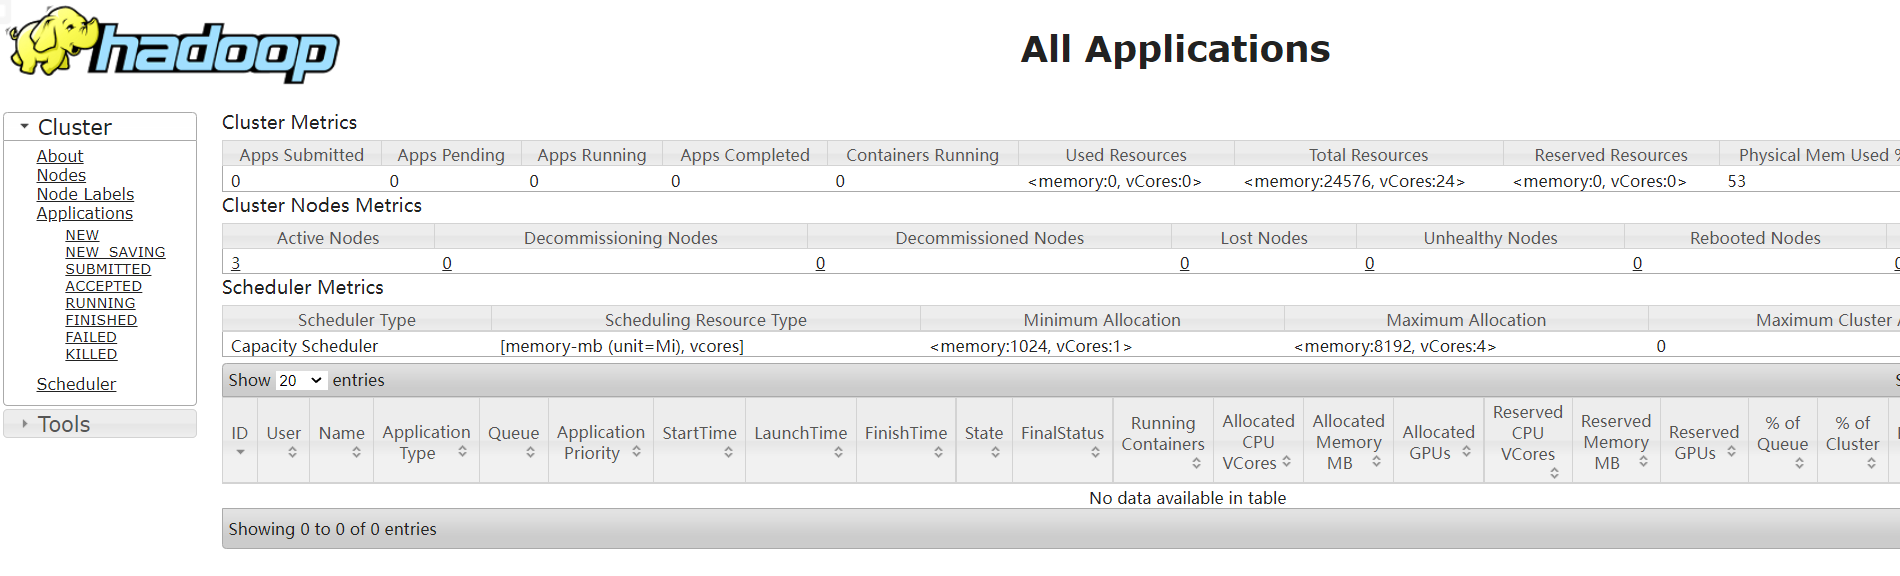 hadoop
All Applications
Cluster
About
Nodes
Node Labels
Applications
NEW
NEW_SAVING
SUBMITTED
ACCEPTED
RUNNING
FINISHED
FAILED
KILLED
Scheduler
Tools
Cluster Metrics
Apps Submitted Apps Pending Apps Running Apps Completed Containers Running Used Resources Total Resources Reserved Resources Physical Mem Used %
0 0 0 0 0 <memory:0, vCores:0> <memory:24576, vCores:24> <memory:0, vCores:0> 53
Cluster Nodes Metrics
Active Nodes Decommissioning Nodes Decommissioned Nodes Lost Nodes Unhealthy Nodes Rebooted Nodes
3 0 0 0 0 0
Scheduler Metrics
Scheduler Type Scheduling Resource Type Minimum Allocation Maximum Allocation Maximum Cluster
Capacity Scheduler [memory-mb (unit=Mi), vcores] <memory:1024, vCores:1> <memory:8192, vCores:4> 0
Show 20 entries
ID User Name Application Type Queue Application Priority StartTime LaunchTime FinishTime State FinalStatus Running Containers Allocated CPU VCores Allocated Memory MB Allocated GPUs Reserved CPU VCores Reserved Memory MB Reserved GPUs % of Queue % of Cluster
No data available in table
Showing 0 to 0 of 0 entries